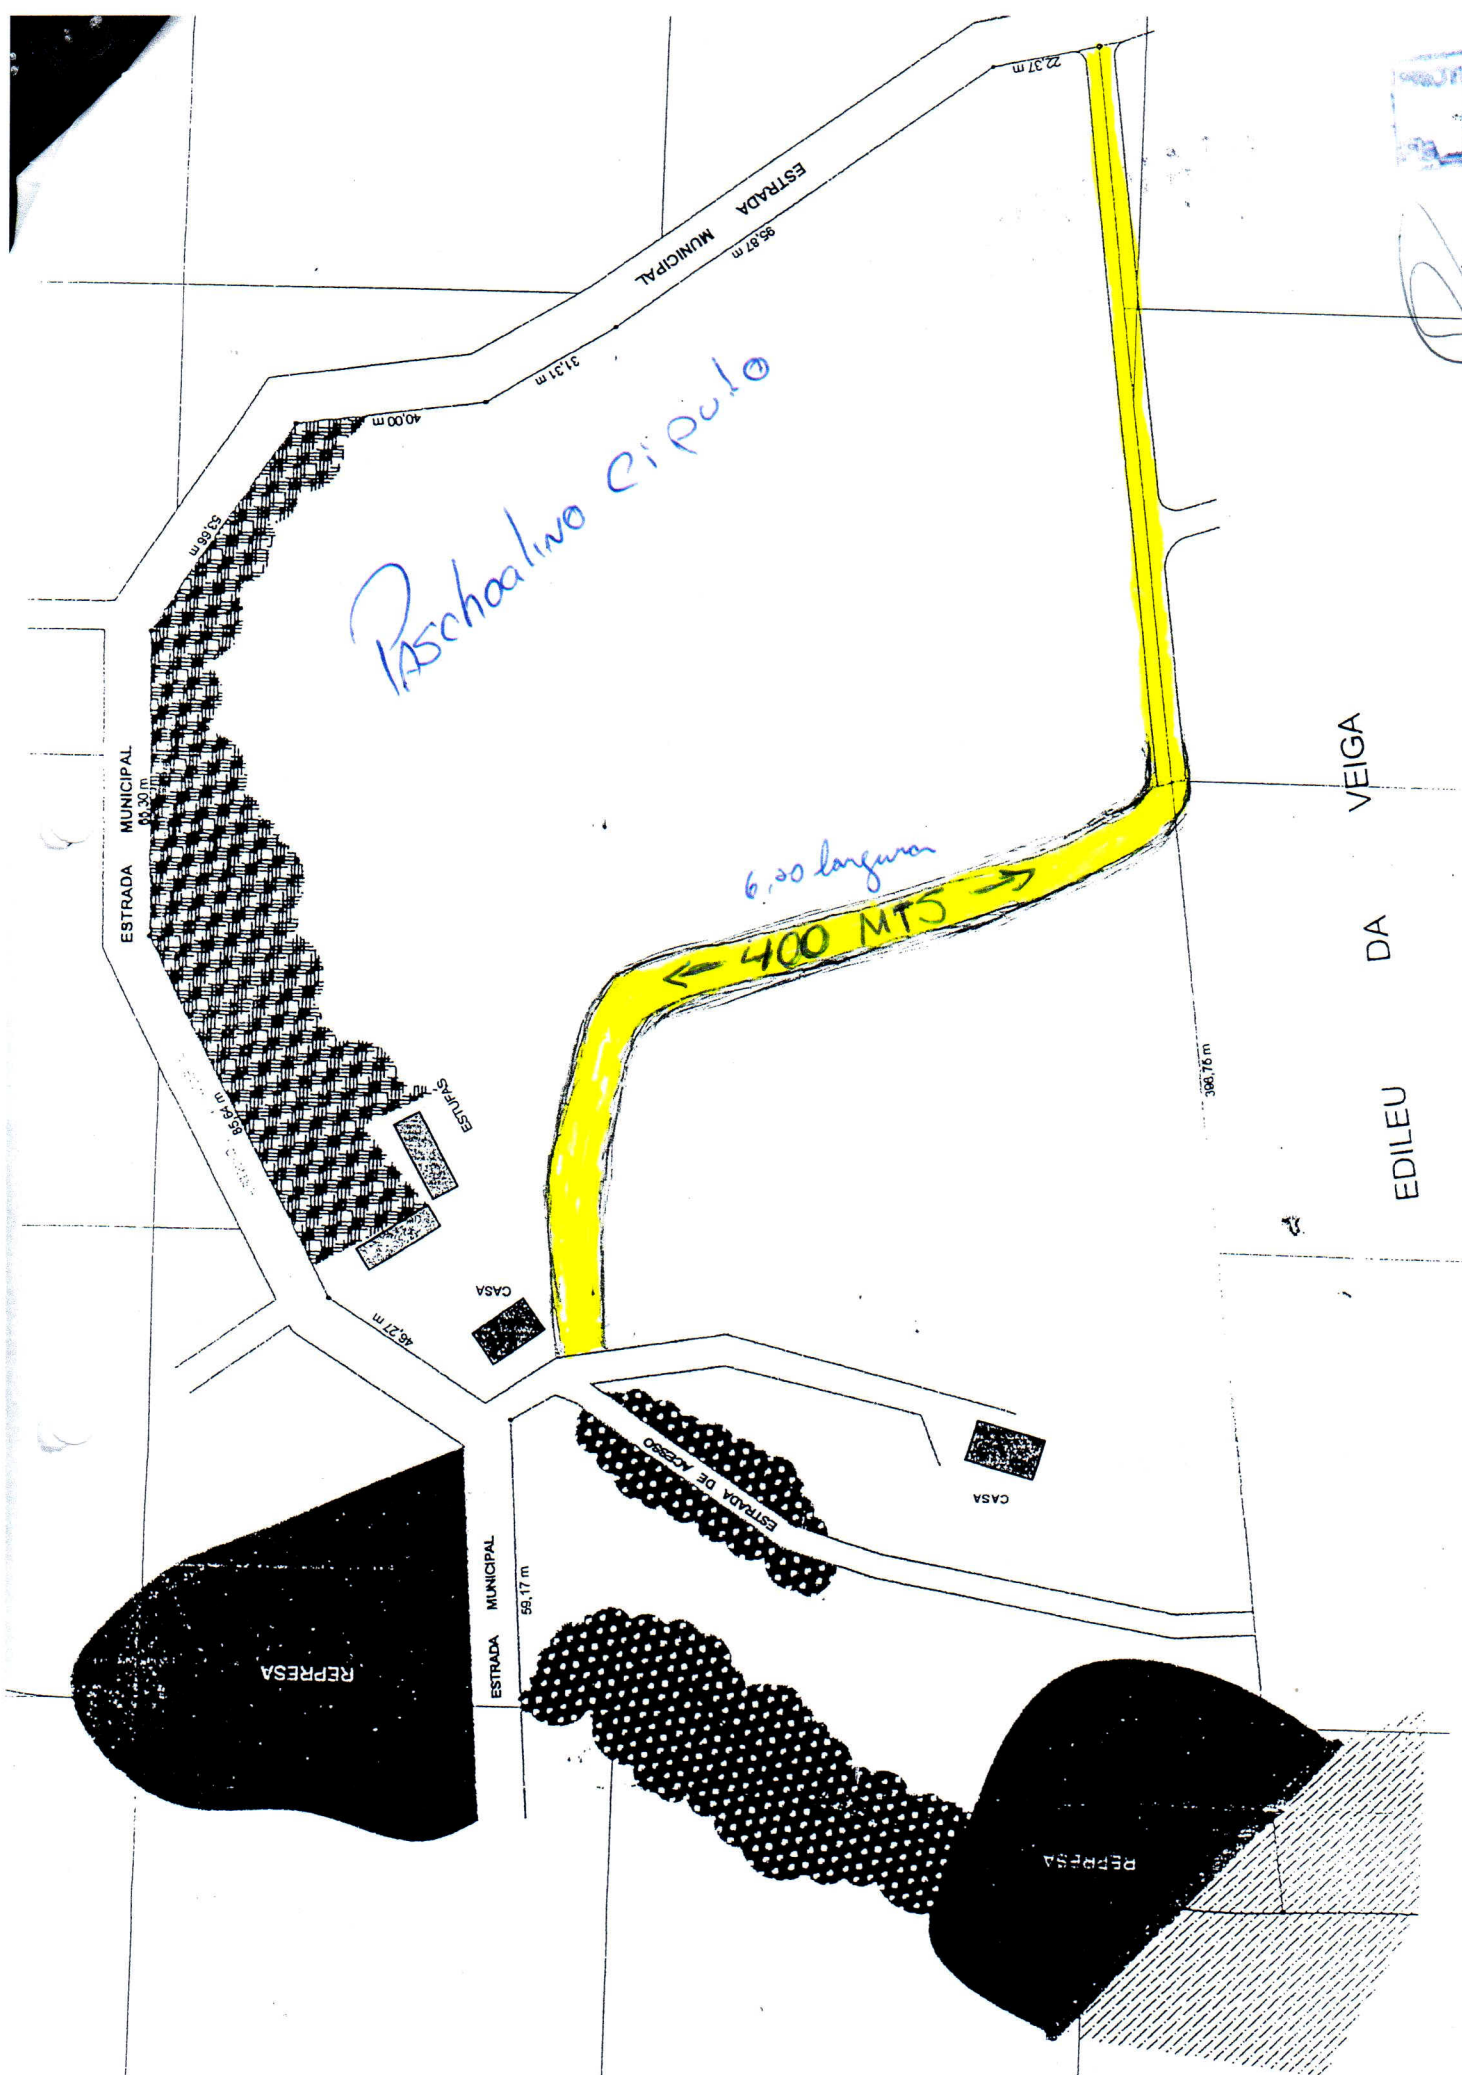 22,37 m
ESTRADA
MUNICIPAL
95,87 m
31,31 m
40,00 m
Paschoalino Cipulo
53,66 m
ESTRADA MUNICIPAL
VEIGA
DA
EDILEU
6,20 largura
← 400 MTS →
398,76 m
85,64 m
ESTUFAS
CASA
46,27 m
ESTRADA DE ACESSO
CASA
ESTRADA MUNICIPAL
59,17 m
REPRESA
REPRESA